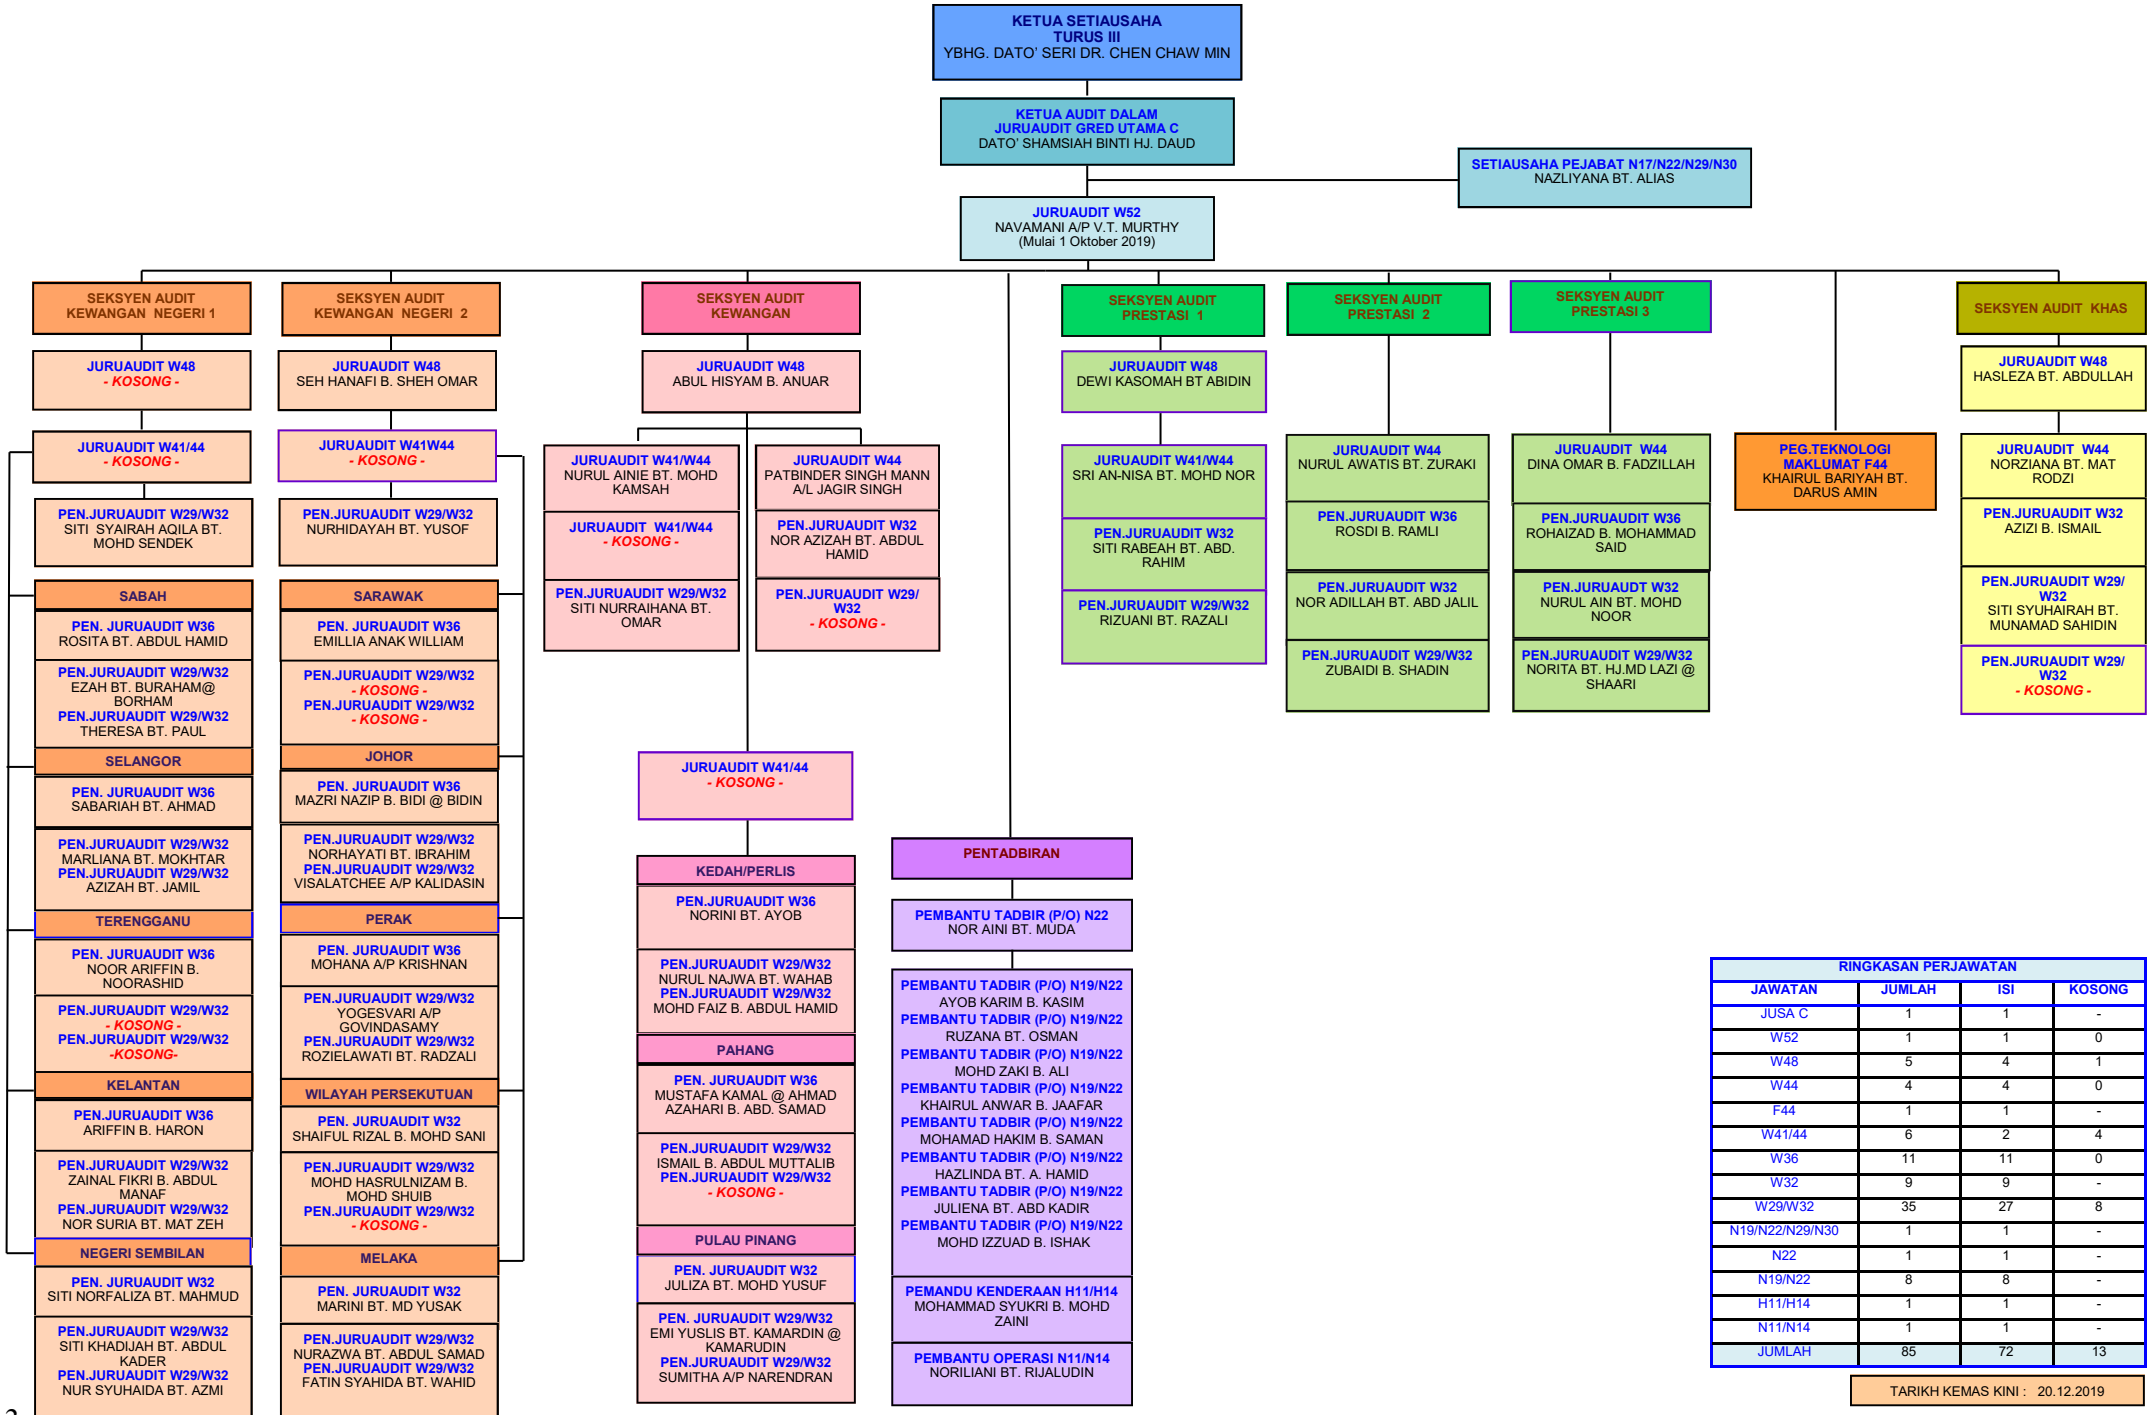 KETUA SETIAUSAHA
TURUS III
YBHG. DATO' SERI DR. CHEN CHAW MIN
KETUA AUDIT DALAM
JURUAUDIT GRED UTAMA C
DATO' SHAMSIAH BINTI HJ. DAUD
SETIAUSAHA PEJABAT N17/N22/N29/N30
NAZLIYANA BT. ALIAS
JURUAUDIT W52
NAVAMANI A/P V.T. MURTHY
(Mulai 1 Oktober 2019)
SEKSYEN AUDIT
KEWANGAN NEGERI 1
JURUAUDIT W48
- KOSONG -
JURUAUDIT W41/44
- KOSONG -
PEN.JURUAUDIT W29/W32
SITI SYAIRAH AQILA BT.
MOHD SENDEK
SABAH
PEN. JURUAUDIT W36
ROSITA BT. ABDUL HAMID
PEN.JURUAUDIT W29/W32
EZAH BT. BURAHAM@
BORHAM
PEN.JURUAUDIT W29/W32
THERESA BT. PAUL
SELANGOR
PEN. JURUAUDIT W36
SABARIAH BT. AHMAD
PEN.JURUAUDIT W29/W32
MARLIANA BT. MOKHTAR
PEN.JURUAUDIT W29/W32
AZIZAH BT. JAMIL
TERENGGANU
PEN. JURUAUDIT W36
NOOR ARIFFIN B.
NOORASHID
PEN.JURUAUDIT W29/W32
- KOSONG -
PEN.JURUAUDIT W29/W32
-KOSONG-
KELANTAN
PEN.JURUAUDIT W36
ARIFFIN B. HARON
PEN.JURUAUDIT W29/W32
ZAINAL FIKRI B. ABDUL
MANAF
PEN.JURUAUDIT W29/W32
NOR SURIA BT. MAT ZEH
NEGERI SEMBILAN
PEN. JURUAUDIT W32
SITI NORFALIZA BT. MAHMUD
PEN.JURUAUDIT W29/W32
SITI KHADIJAH BT. ABDUL
KADER
PEN.JURUAUDIT W29/W32
NUR SYUHAIDA BT. AZMI
SEKSYEN AUDIT
KEWANGAN NEGERI 2
JURUAUDIT W48
SEH HANAFI B. SHEH OMAR
JURUAUDIT W41W44
- KOSONG -
PEN.JURUAUDIT W29/W32
NURHIDAYAH BT. YUSOF
SARAWAK
PEN. JURUAUDIT W36
EMILLIA ANAK WILLIAM
PEN.JURUAUDIT W29/W32
- KOSONG -
PEN.JURUAUDIT W29/W32
- KOSONG -
JOHOR
PEN. JURUAUDIT W36
MAZRI NAZIP B. BIDI @ BIDIN
PEN.JURUAUDIT W29/W32
NORHAYATI BT. IBRAHIM
PEN.JURUAUDIT W29/W32
VISALATCHEE A/P KALIDASIN
PERAK
PEN. JURUAUDIT W36
MOHANA A/P KRISHNAN
PEN.JURUAUDIT W29/W32
YOGESVARI A/P
GOVINDASAMY
PEN.JURUAUDIT W29/W32
ROZIELAWATI BT. RADZALI
WILAYAH PERSEKUTUAN
PEN. JURUAUDIT W32
SHAIFUL RIZAL B. MOHD SANI
PEN.JURUAUDIT W29/W32
MOHD HASRULNIZAM B.
MOHD SHUIB
PEN.JURUAUDIT W29/W32
- KOSONG -
MELAKA
PEN. JURUAUDIT W32
MARINI BT. MD YUSAK
PEN.JURUAUDIT W29/W32
NURAZWA BT. ABDUL SAMAD
PEN.JURUAUDIT W29/W32
FATIN SYAHIDA BT. WAHID
SEKSYEN AUDIT
KEWANGAN
JURUAUDIT W48
ABUL HISYAM B. ANUAR
JURUAUDIT W41/W44
NURUL AINIE BT. MOHD
KAMSAH
JURUAUDIT W41/W44
- KOSONG -
PEN.JURUAUDIT W29/W32
SITI NURRAIHANA BT.
OMAR
JURUAUDIT W44
PATBINDER SINGH MANN
A/L JAGIR SINGH
PEN.JURUAUDIT W32
NOR AZIZAH BT. ABDUL
HAMID
PEN.JURUAUDIT W29/
W32
- KOSONG -
JURUAUDIT W41/44
- KOSONG -
KEDAH/PERLIS
PEN.JURUAUDIT W36
NORINI BT. AYOB
PEN.JURUAUDIT W29/W32
NURUL NAJWA BT. WAHAB
PEN.JURUAUDIT W29/W32
MOHD FAIZ B. ABDUL HAMID
PAHANG
PEN. JURUAUDIT W36
MUSTAFA KAMAL @ AHMAD
AZAHARI B. ABD. SAMAD
PEN.JURUAUDIT W29/W32
ISMAIL B. ABDUL MUTTALIB
PEN.JURUAUDIT W29/W32
- KOSONG -
PULAU PINANG
PEN. JURUAUDIT W32
JULIZA BT. MOHD YUSUF
PEN. JURUAUDIT W29/W32
EMI YUSLIS BT. KAMARDIN @
KAMARUDIN
PEN.JURUAUDIT W29/W32
SUMITHA A/P NARENDRAN
PENTADBIRAN
PEMBANTU TADBIR (P/O) N22
NOR AINI BT. MUDA
PEMBANTU TADBIR (P/O) N19/N22
AYOB KARIM B. KASIM
PEMBANTU TADBIR (P/O) N19/N22
RUZANA BT. OSMAN
PEMBANTU TADBIR (P/O) N19/N22
MOHD ZAKI B. ALI
PEMBANTU TADBIR (P/O) N19/N22
KHAIRUL ANWAR B. JAAFAR
PEMBANTU TADBIR (P/O) N19/N22
MOHAMAD HAKIM B. SAMAN
PEMBANTU TADBIR (P/O) N19/N22
HAZLINDA BT. A. HAMID
PEMBANTU TADBIR (P/O) N19/N22
JULIENA BT. ABD KADIR
PEMBANTU TADBIR (P/O) N19/N22
MOHD IZZUAD B. ISHAK
PEMANDU KENDERAAN H11/H14
MOHAMMAD SYUKRI B. MOHD
ZAINI
PEMBANTU OPERASI N11/N14
NORILIANI BT. RIJALUDIN
SEKSYEN AUDIT
PRESTASI 1
JURUAUDIT W48
DEWI KASOMAH BT ABIDIN
JURUAUDIT W41/W44
SRI AN-NISA BT. MOHD NOR
PEN.JURUAUDIT W32
SITI RABEAH BT. ABD.
RAHIM
PEN.JURUAUDIT W29/W32
RIZUANI BT. RAZALI
SEKSYEN AUDIT
PRESTASI 2
JURUAUDIT W44
NURUL AWATIS BT. ZURAKI
PEN.JURUAUDIT W36
ROSDI B. RAMLI
PEN.JURUAUDIT W32
NOR ADILLAH BT. ABD JALIL
PEN.JURUAUDIT W29/W32
ZUBAIDI B. SHADIN
SEKSYEN AUDIT
PRESTASI 3
JURUAUDIT W44
DINA OMAR B. FADZILLAH
PEN.JURUAUDIT W36
ROHAIZAD B. MOHAMMAD
SAID
PEN.JURUAUDT W32
NURUL AIN BT. MOHD
NOOR
PEN.JURUAUDIT W29/W32
NORITA BT. HJ.MD LAZI @
SHAARI
PEG.TEKNOLOGI
MAKLUMAT F44
KHAIRUL BARIYAH BT.
DARUS AMIN
SEKSYEN AUDIT KHAS
JURUAUDIT W48
HASLEZA BT. ABDULLAH
JURUAUDIT W44
NORZIANA BT. MAT
RODZI
PEN.JURUAUDIT W32
AZIZI B. ISMAIL
PEN.JURUAUDIT W29/
W32
SITI SYUHAIRAH BT.
MUNAMAD SAHIDIN
PEN.JURUAUDIT W29/
W32
- KOSONG -
RINGKASAN PERJAWATAN
JAWATAN JUMLAH ISI KOSONG
JUSA C 1 1 -
W52 1 1 0
W48 5 4 1
W44 4 4 0
F44 1 1 -
W41/44 6 2 4
W36 11 11 0
W32 9 9 -
W29/W32 35 27 8
N19/N22/N29/N30 1 1 -
N22 1 1 -
N19/N22 8 8 -
H11/H14 1 1 -
N11/N14 1 1 -
JUMLAH 85 72 13
TARIKH KEMAS KINI : 20.12.2019